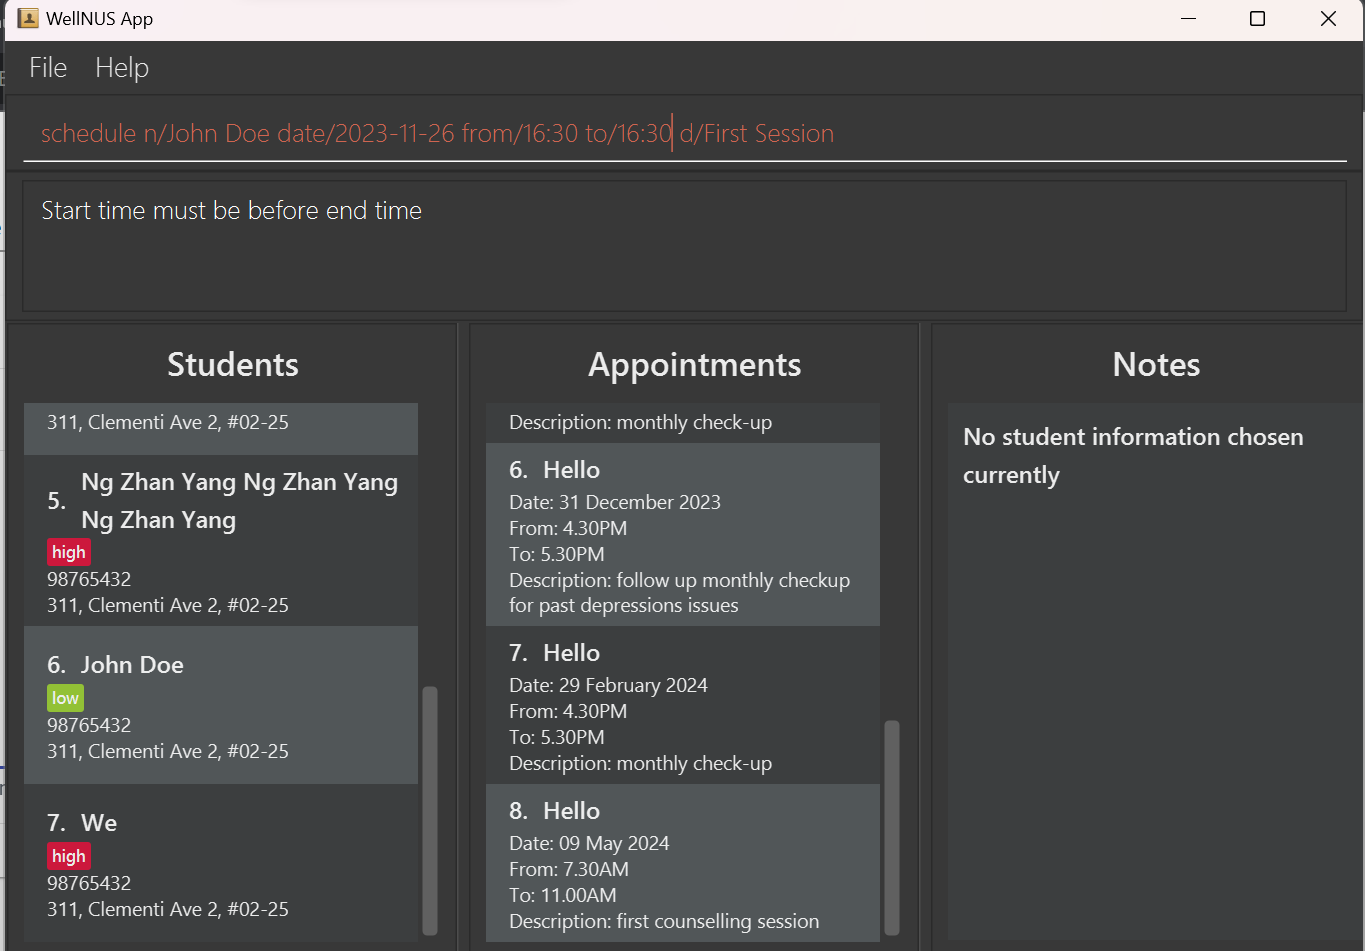 WellNUS App
File Help
schedule n/John Doe date/2023-11-26 from/16:30 to/16:30 d/First Session
Start time must be before end time
Students
311, Clementi Ave 2, #02-25
5. Ng Zhan Yang Ng Zhan Yang
Ng Zhan Yang
high
98765432
311, Clementi Ave 2, #02-25
6. John Doe
low
98765432
311, Clementi Ave 2, #02-25
7. We
high
98765432
311, Clementi Ave 2, #02-25
Appointments
Description: monthly check-up
6. Hello
Date: 31 December 2023
From: 4.30PM
To: 5.30PM
Description: follow up monthly checkup
for past depressions issues
7. Hello
Date: 29 February 2024
From: 4.30PM
To: 5.30PM
Description: monthly check-up
8. Hello
Date: 09 May 2024
From: 7.30AM
To: 11.00AM
Description: first counselling session
Notes
No student information chosen
currently